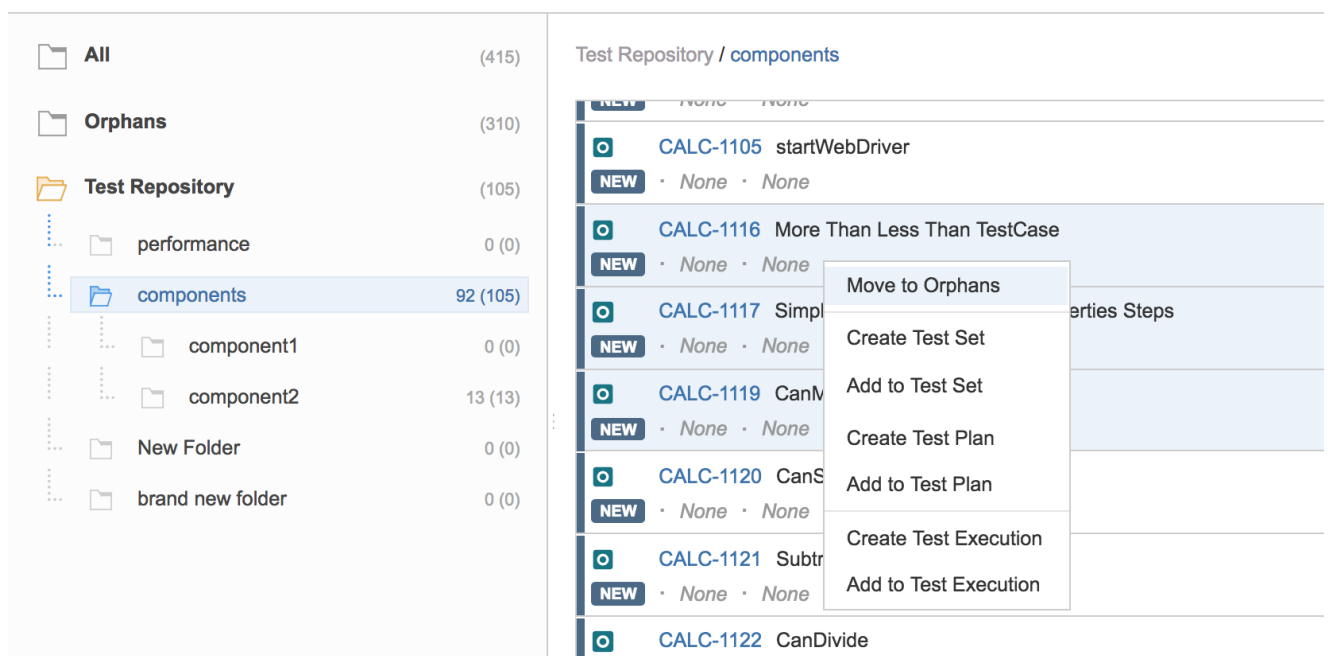 All (415)
Orphans (310)
Test Repository (105)
performance 0 (0)
components 92 (105)
component1 0 (0)
component2 13 (13)
New Folder 0 (0)
brand new folder 0 (0)
Test Repository / components
NEW None · None
CALC-1105 startWebDriver
NEW · None · None
CALC-1116 More Than Less Than TestCase
NEW · None · None
CALC-1117 Simpl erties Steps
NEW · None · None
CALC-1119 CanM
NEW · None · None
CALC-1120 CanS
NEW · None · None
CALC-1121 Subtr
NEW · None · None
CALC-1122 CanDivide
Move to Orphans
Create Test Set
Add to Test Set
Create Test Plan
Add to Test Plan
Create Test Execution
Add to Test Execution